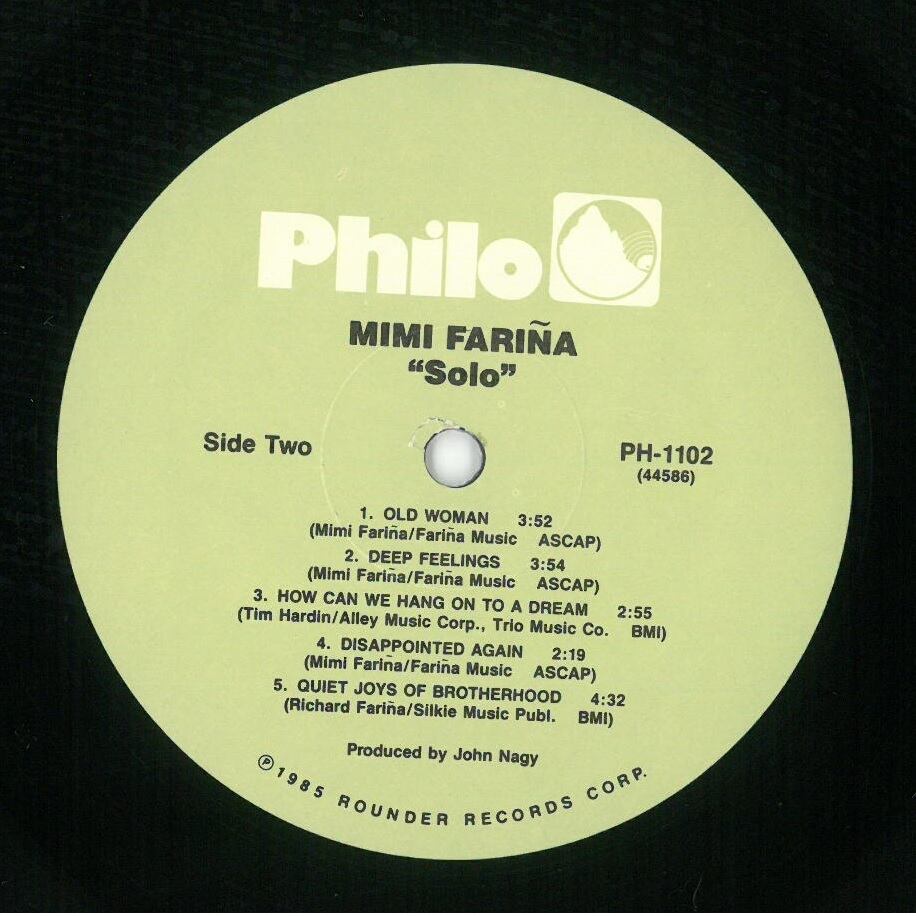 Philo
MIMI FARIÑA
“Solo”
Side Two
PH-1102
(44586)
1. OLD WOMAN 3:52
(Mimi Fariña/Fariña Music ASCAP)
2. DEEP FEELINGS 3:54
(Mimi Fariña/Fariña Music ASCAP)
3. HOW CAN WE HANG ON TO A DREAM 2:55
(Tim Hardin/Alley Music Corp., Trio Music Co. BMI)
4. DISAPPOINTED AGAIN 2:19
(Mimi Fariña/Fariña Music ASCAP)
5. QUIET JOYS OF BROTHERHOOD 4:32
(Richard Fariña/Silkie Music Publ. BMI)
Produced by John Nagy
℗ 1985 ROUNDER RECORDS CORP.